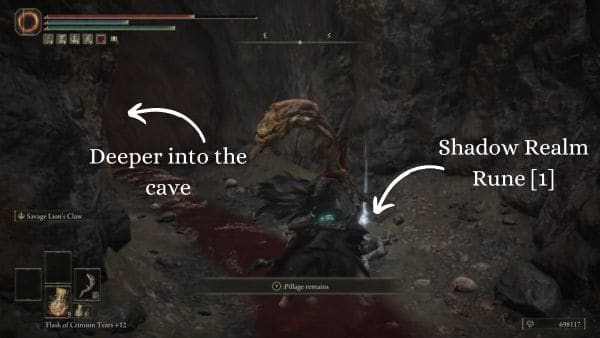 E
S
Deeper into the
cave
Shadow Realm
Rune [1]
Savage Lion's Claw
Y:Pillage remains
Flask of Crimson Tears +12
698117